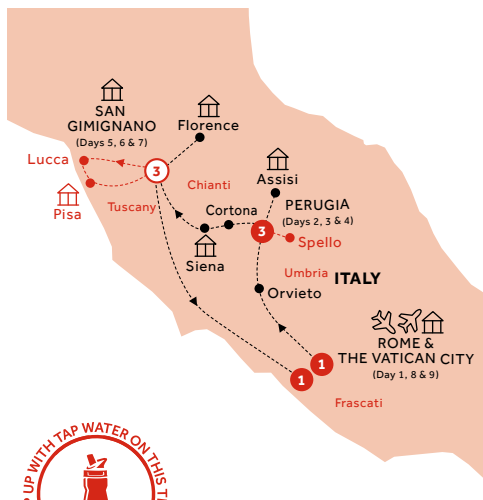 SAN
GIMIGNANO
(Days 5, 6 & 7)
Florence
Lucca
3
Pisa
Chianti
Tuscany
Assisi
PERUGIA
(Days 2, 3 & 4)
Cortona
3
Spello
Siena
Umbria
ITALY
Orvieto
ROME &
THE VATICAN CITY
(Day 1, 8 & 9)
1
1
Frascati
UP WITH TAP WATER ON THIS